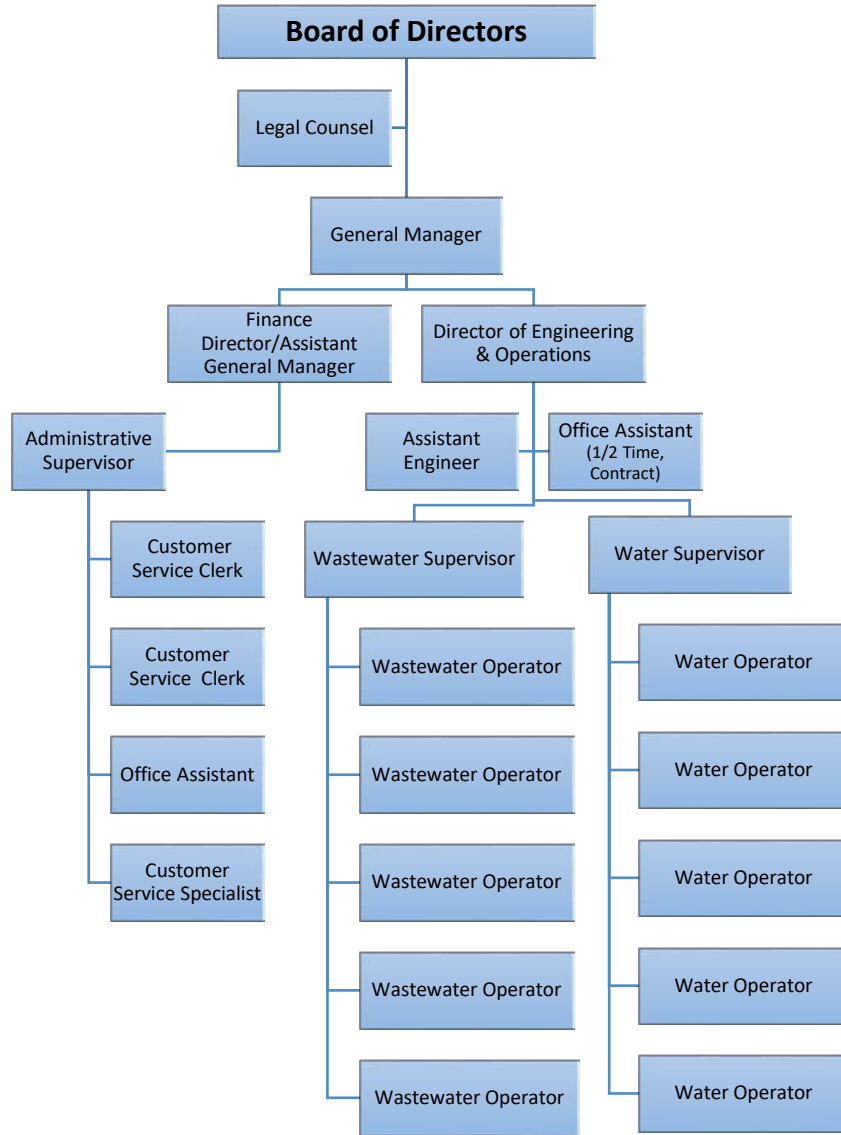 Board of Directors
Legal Counsel
General Manager
Finance
Director/Assistant
General Manager
Director of Engineering
& Operations
Administrative
Supervisor
Assistant
Engineer
Office Assistant
(1/2 Time,
Contract)
Customer
Service Clerk
Customer
Service Clerk
Office Assistant
Customer
Service Specialist
Wastewater Supervisor
Wastewater Operator
Wastewater Operator
Wastewater Operator
Wastewater Operator
Wastewater Operator
Water Supervisor
Water Operator
Water Operator
Water Operator
Water Operator
Water Operator